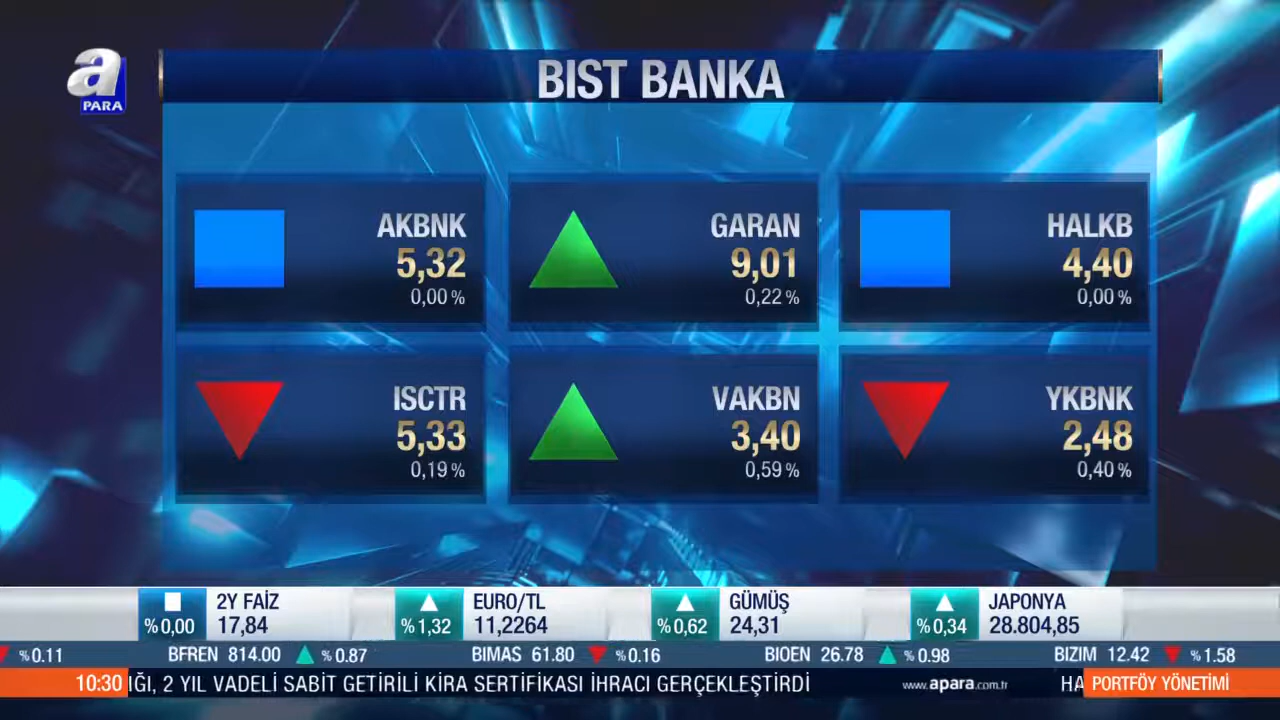 a
PARA
BIST BANKA
AKBNK
5,32
0,00 %
GARAN
9,01
0,22 %
HALKB
4,40
0,00 %
ISCTR
5,33
0,19 %
VAKBN
3,40
0,59 %
YKBNK
2,48
0,40 %
%0,00
2Y FAİZ
17,84
%1,32
EURO/TL
11,2264
%0,62
GÜMÜŞ
24,31
%0,34
JAPONYA
28.804,85
%0.11 BFREN 814.00 %0.87 BIMAS 61.80 %0.16 BIOEN 26.78 %0.98 BIZIM 12.42 %1.58
10:30 IĞI, 2 YIL VADELİ SABİT GETİRİLİ KİRA SERTİFİKASI İHRACI GERÇEKLEŞTİRDİ www.apara.com.tr HA PORTFÖY YÖNETİMİ